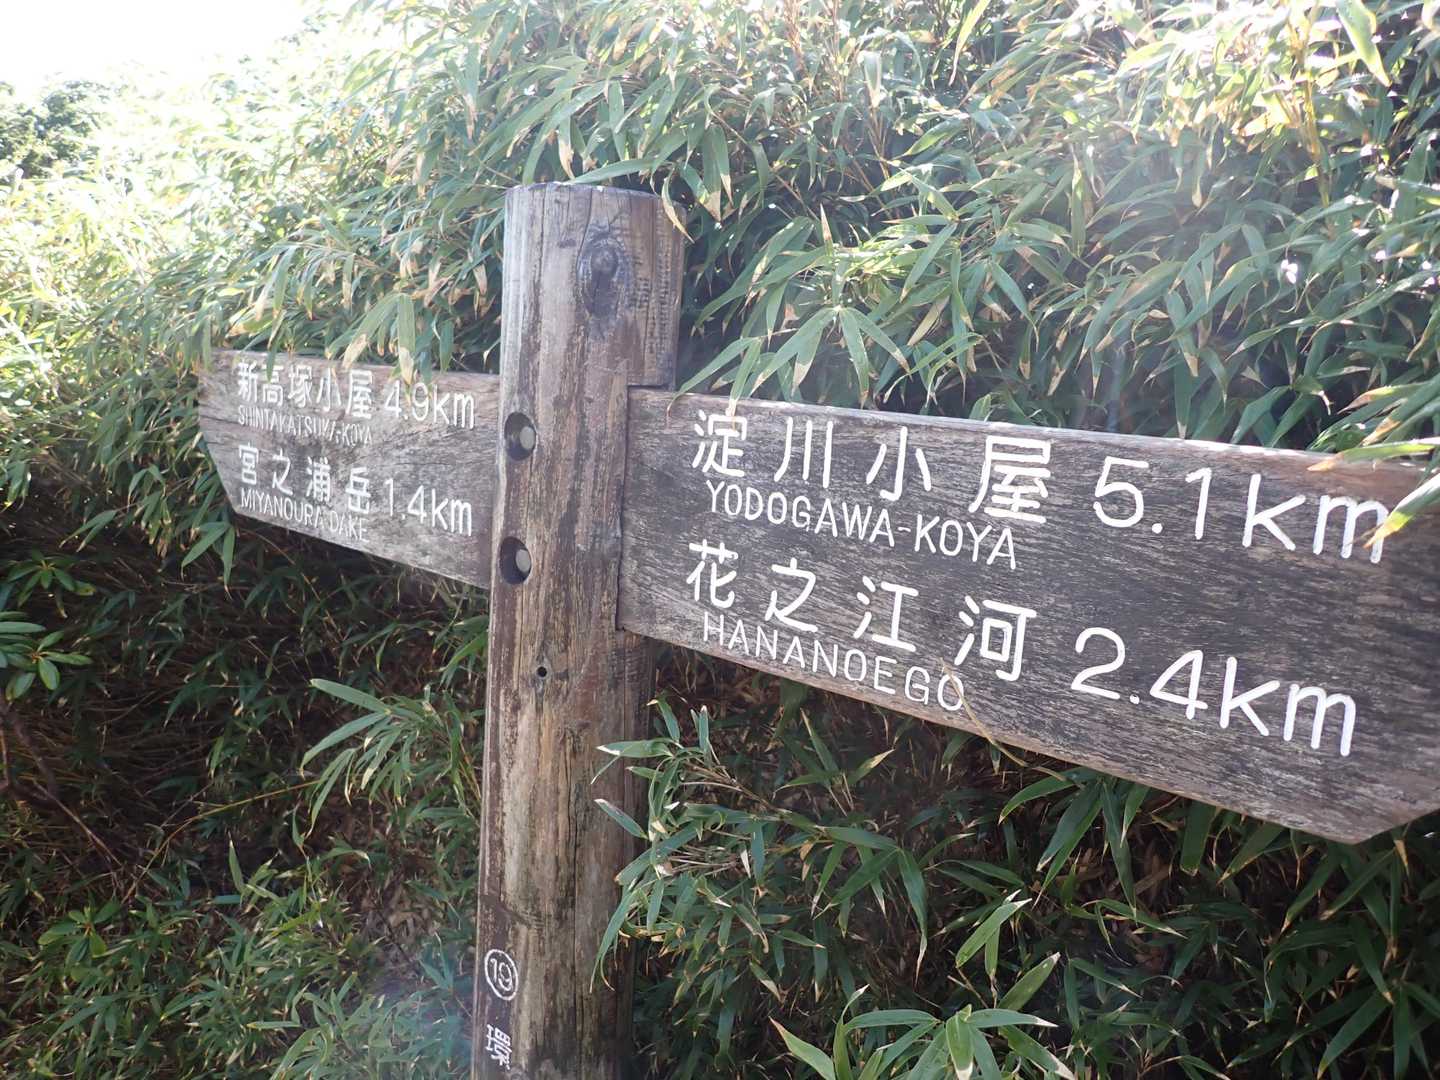 新高塚小屋 4.9km
SHINTAKATSUKA-KOYA
宮之浦岳 1.4km
MIYANOURA DAKE
淀川小屋 5.1km
YODOGAWA-KOYA
花之江河 2.4km
HANANOEGO
19
環